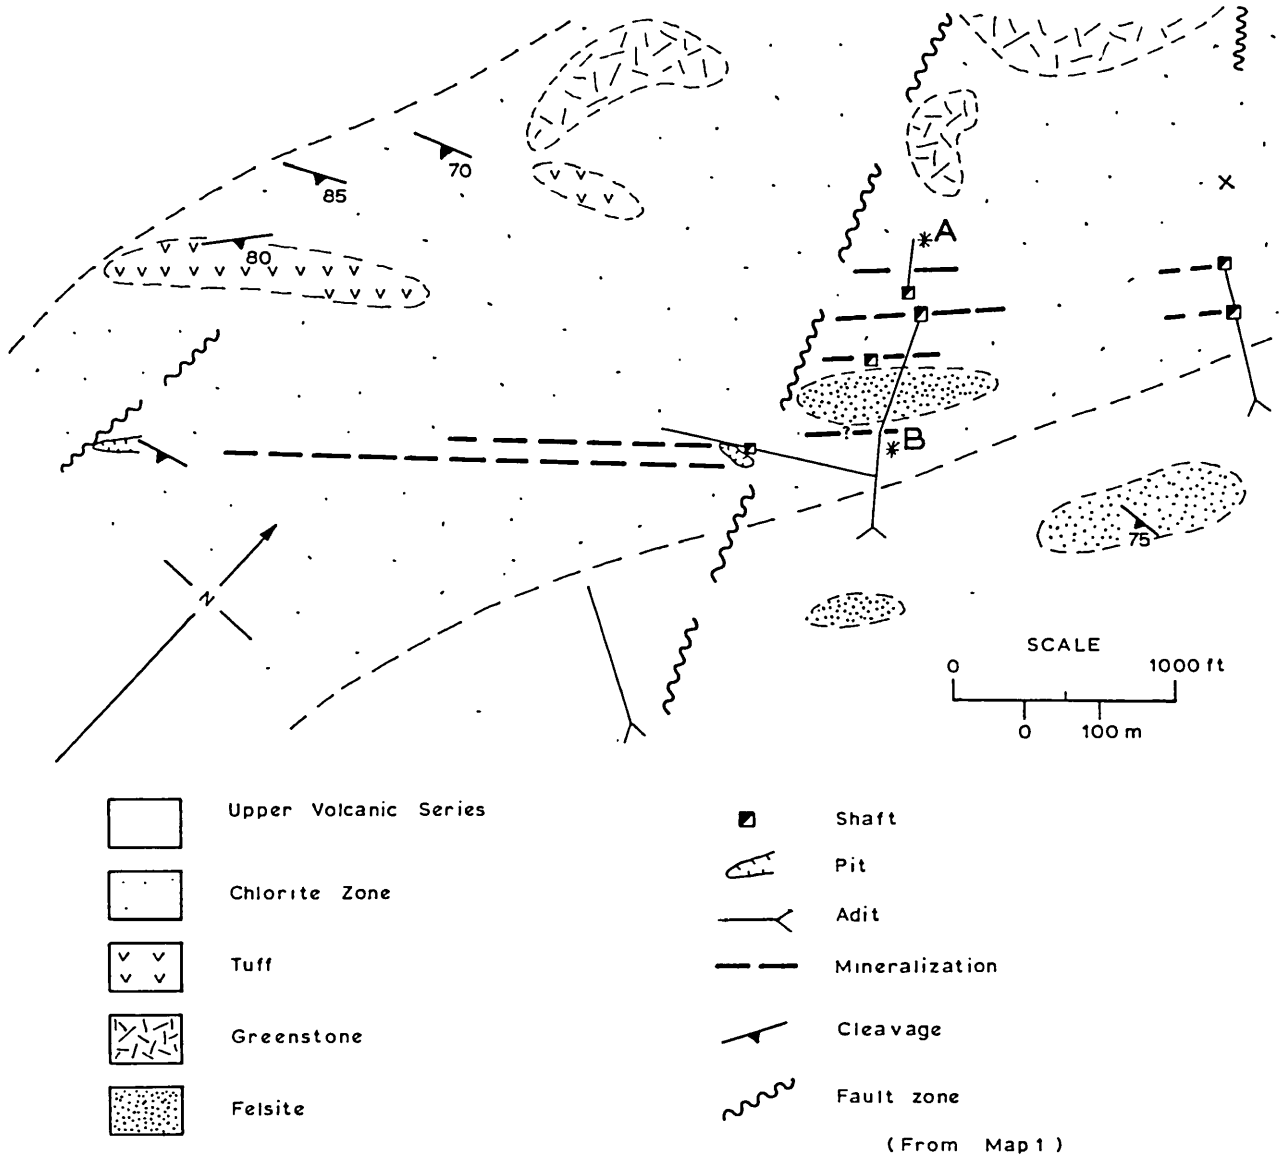 70
85
A
80
B
?
N
75
SCALE
0 1000 ft
0 100 m
Upper Volcanic Series
Chlorite Zone
Tuff
Greenstone
Felsite
Shaft
Pit
Adit
Mineralization
Cleavage
Fault zone
(From Map 1)